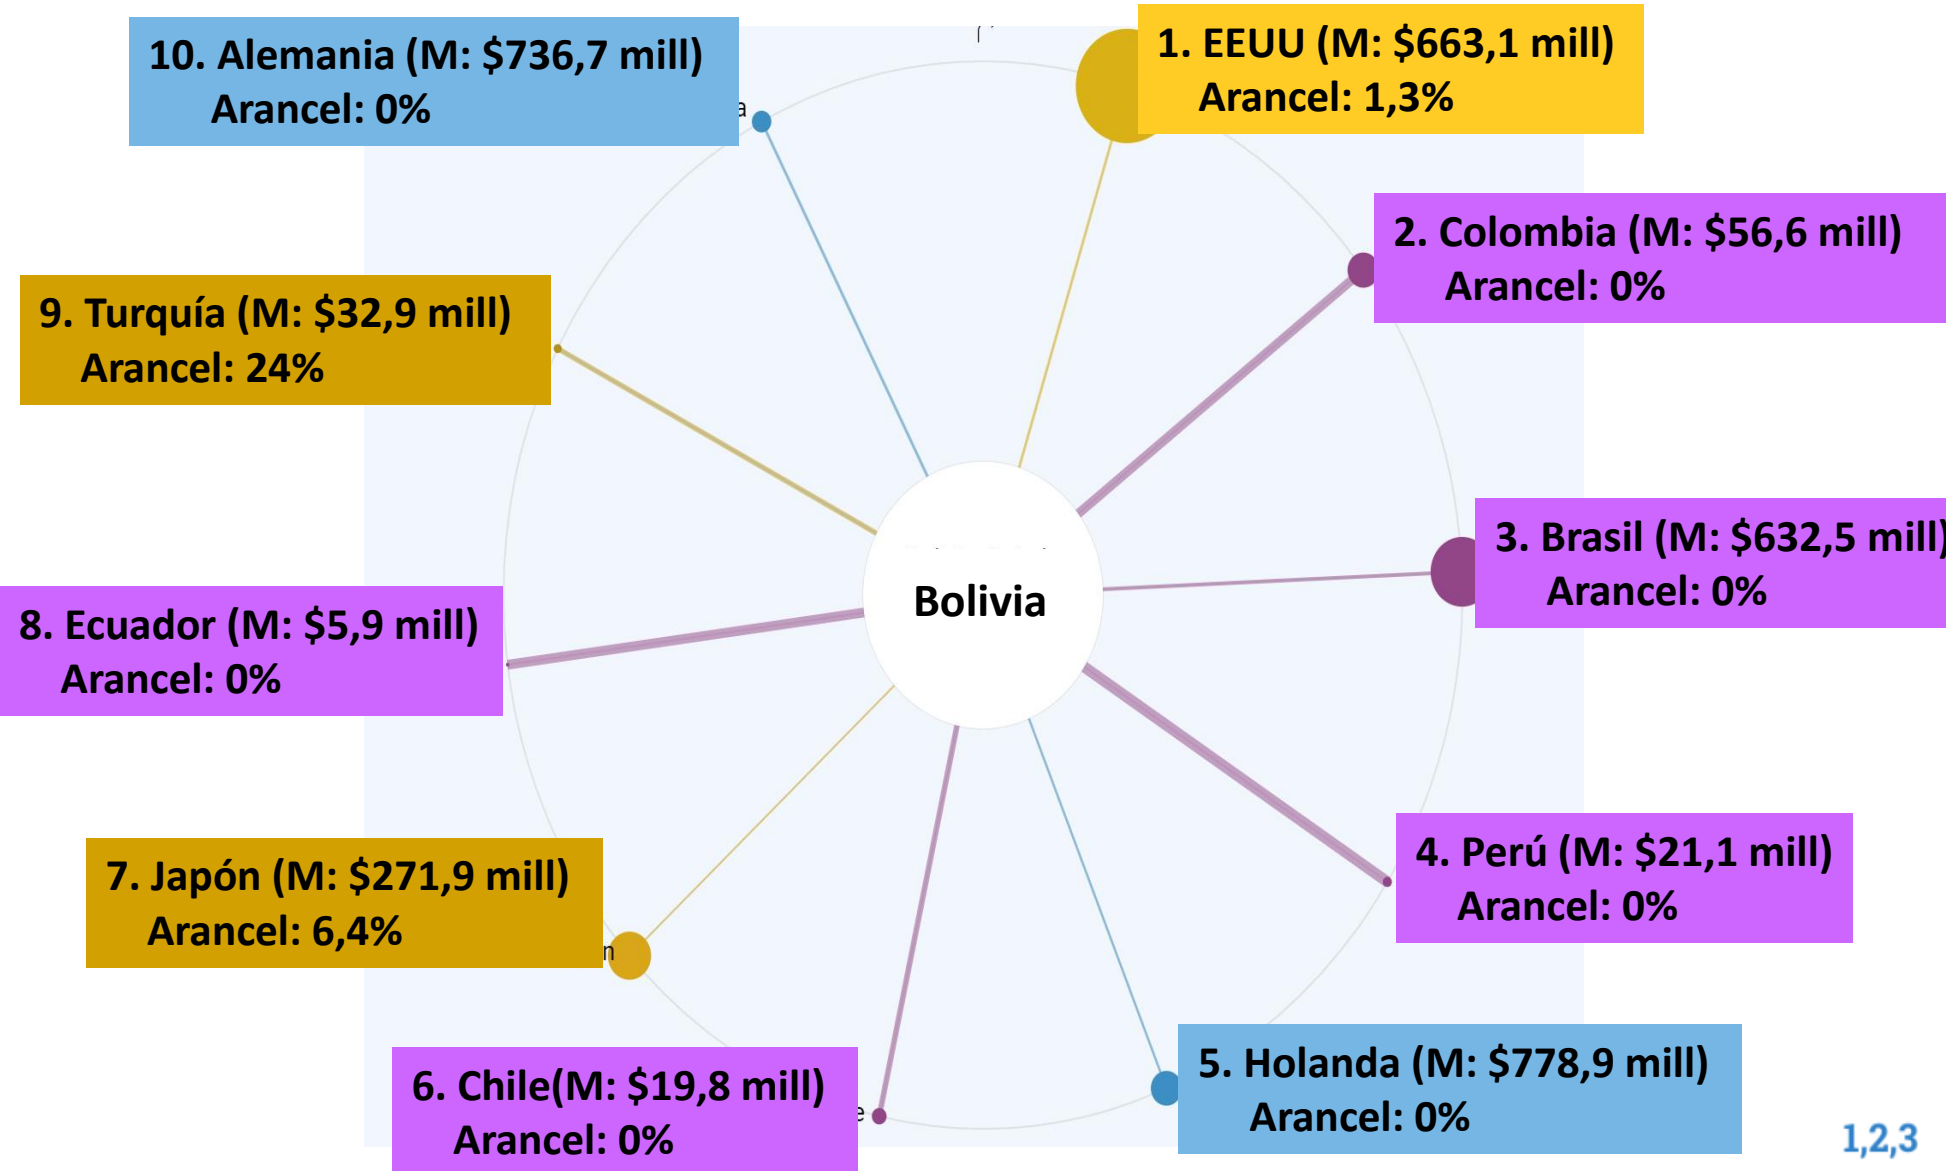 10. Alemania (M: $736,7 mill)
Arancel: 0%
1. EEUU (M: $663,1 mill)
Arancel: 1,3%
a
2. Colombia (M: $56,6 mill)
Arancel: 0%
9. Turquía (M: $32,9 mill)
Arancel: 24%
3. Brasil (M: $632,5 mill)
Arancel: 0%
Bolivia
8. Ecuador (M: $5,9 mill)
Arancel: 0%
4. Perú (M: $21,1 mill)
Arancel: 0%
7. Japón (M: $271,9 mill)
Arancel: 6,4%
n
5. Holanda (M: $778,9 mill)
Arancel: 0%
6. Chile(M: $19,8 mill)
Arancel: 0%
e
1,2,3